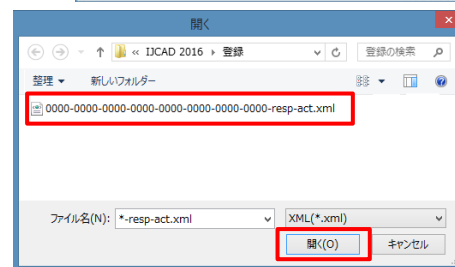 開く
« IJCAD 2016 ▸ 登録
登録の検索
整理 ▼ 新しいフォルダー
0000-0000-0000-0000-0000-0000-0000-0000-resp-act.xml
ファイル名(N): *-resp-act.xml
XML(*.xml)
開く(O) キャンセル